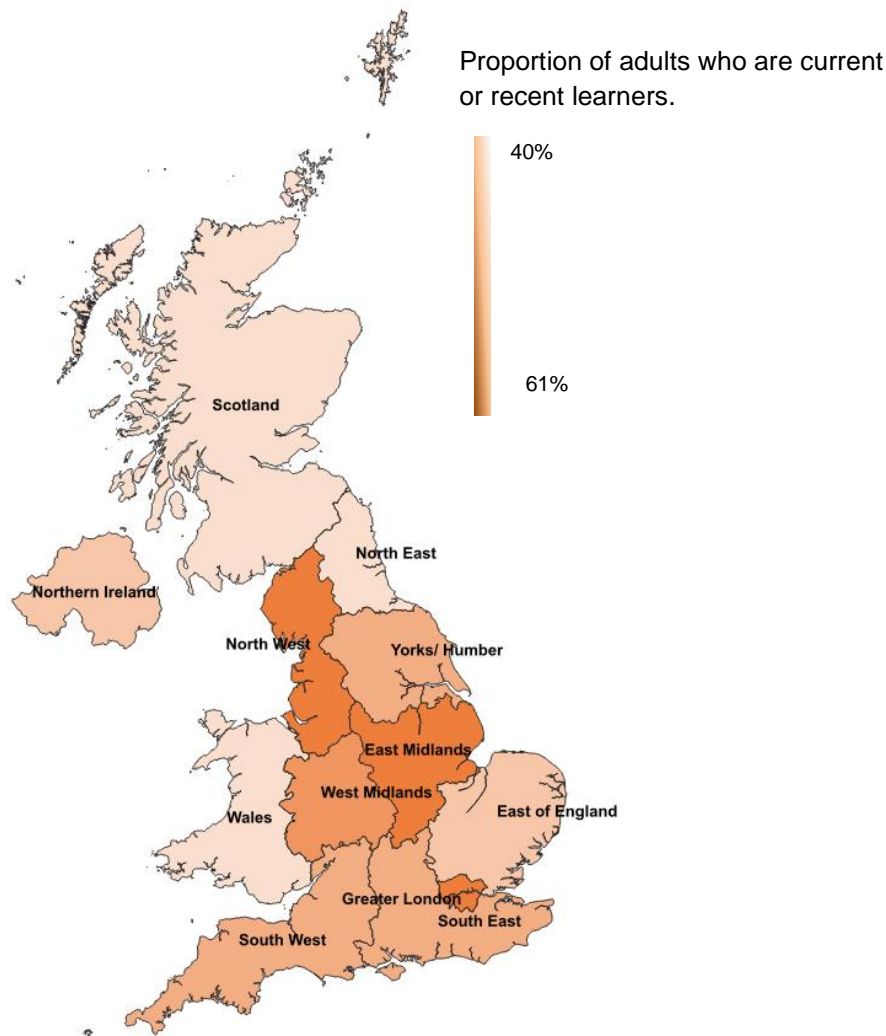 Proportion of adults who are current
or recent learners.
40%
61%
Scotland
North East
Northern Ireland
North West
Yorks/ Humber
East Midlands
West Midlands
Wales
East of England
Greater London
South East
South West